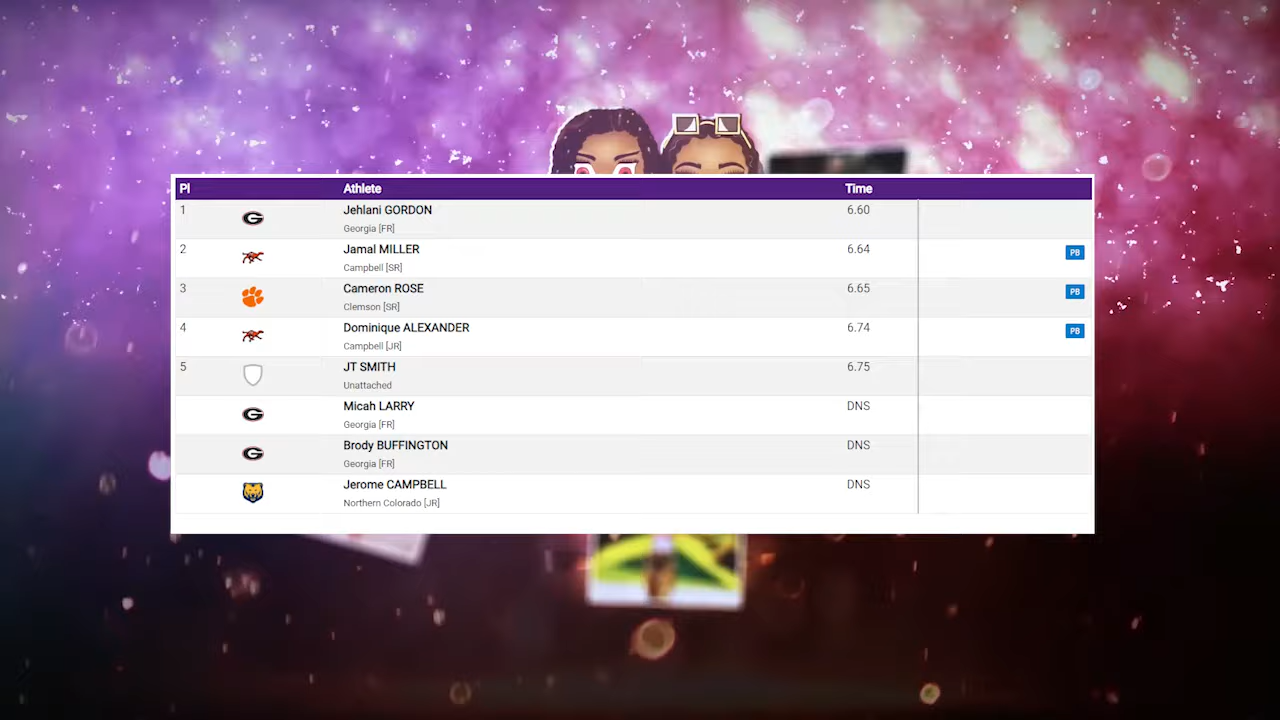 Pl Athlete Time
1 Jehlani GORDON 6.60
Georgia [FR]
2 Jamal MILLER 6.64 PB
Campbell [SR]
3 Cameron ROSE 6.65 PB
Clemson [SR]
4 Dominique ALEXANDER 6.74 PB
Campbell [JR]
5 JT SMITH 6.75
Unattached
Micah LARRY DNS
Georgia [FR]
Brody BUFFINGTON DNS
Georgia [FR]
Jerome CAMPBELL DNS
Northern Colorado [JR]